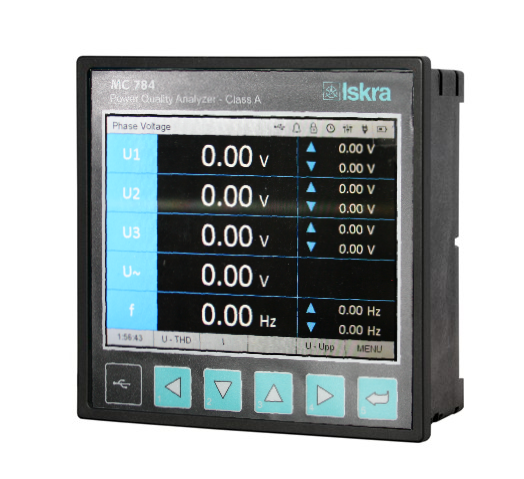 MC 784
Power Quality Analyzer - Class A
Iskra
Phase Voltage
U1 0.00 V ▲ 0.00 V
▼ 0.00 V
U2 0.00 V ▲ 0.00 V
▼ 0.00 V
U3 0.00 V ▲ 0.00 V
▼ 0.00 V
U~ 0.00 V
f 0.00 Hz ▲ 0.00 Hz
▼ 0.00 Hz
1:56:43 U - THD I U - Upp MENU